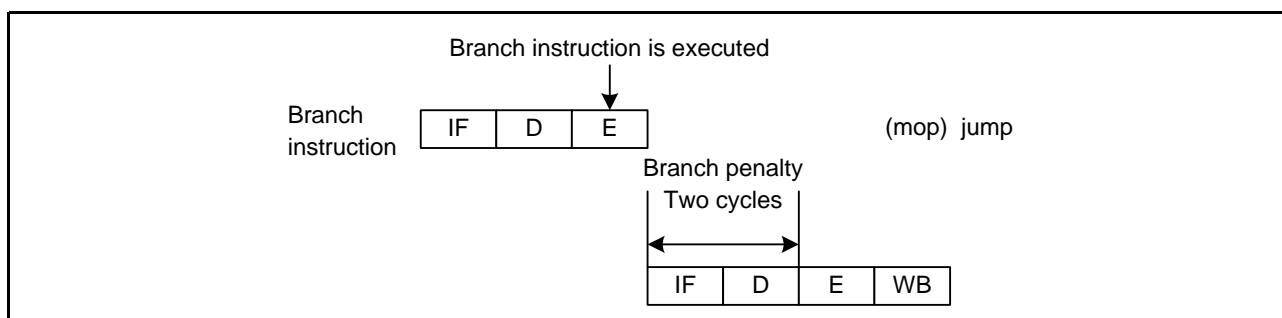 Branch instruction is executed
Branch
instruction
IF D E
(mop) jump
Branch penalty
Two cycles
IF D E WB